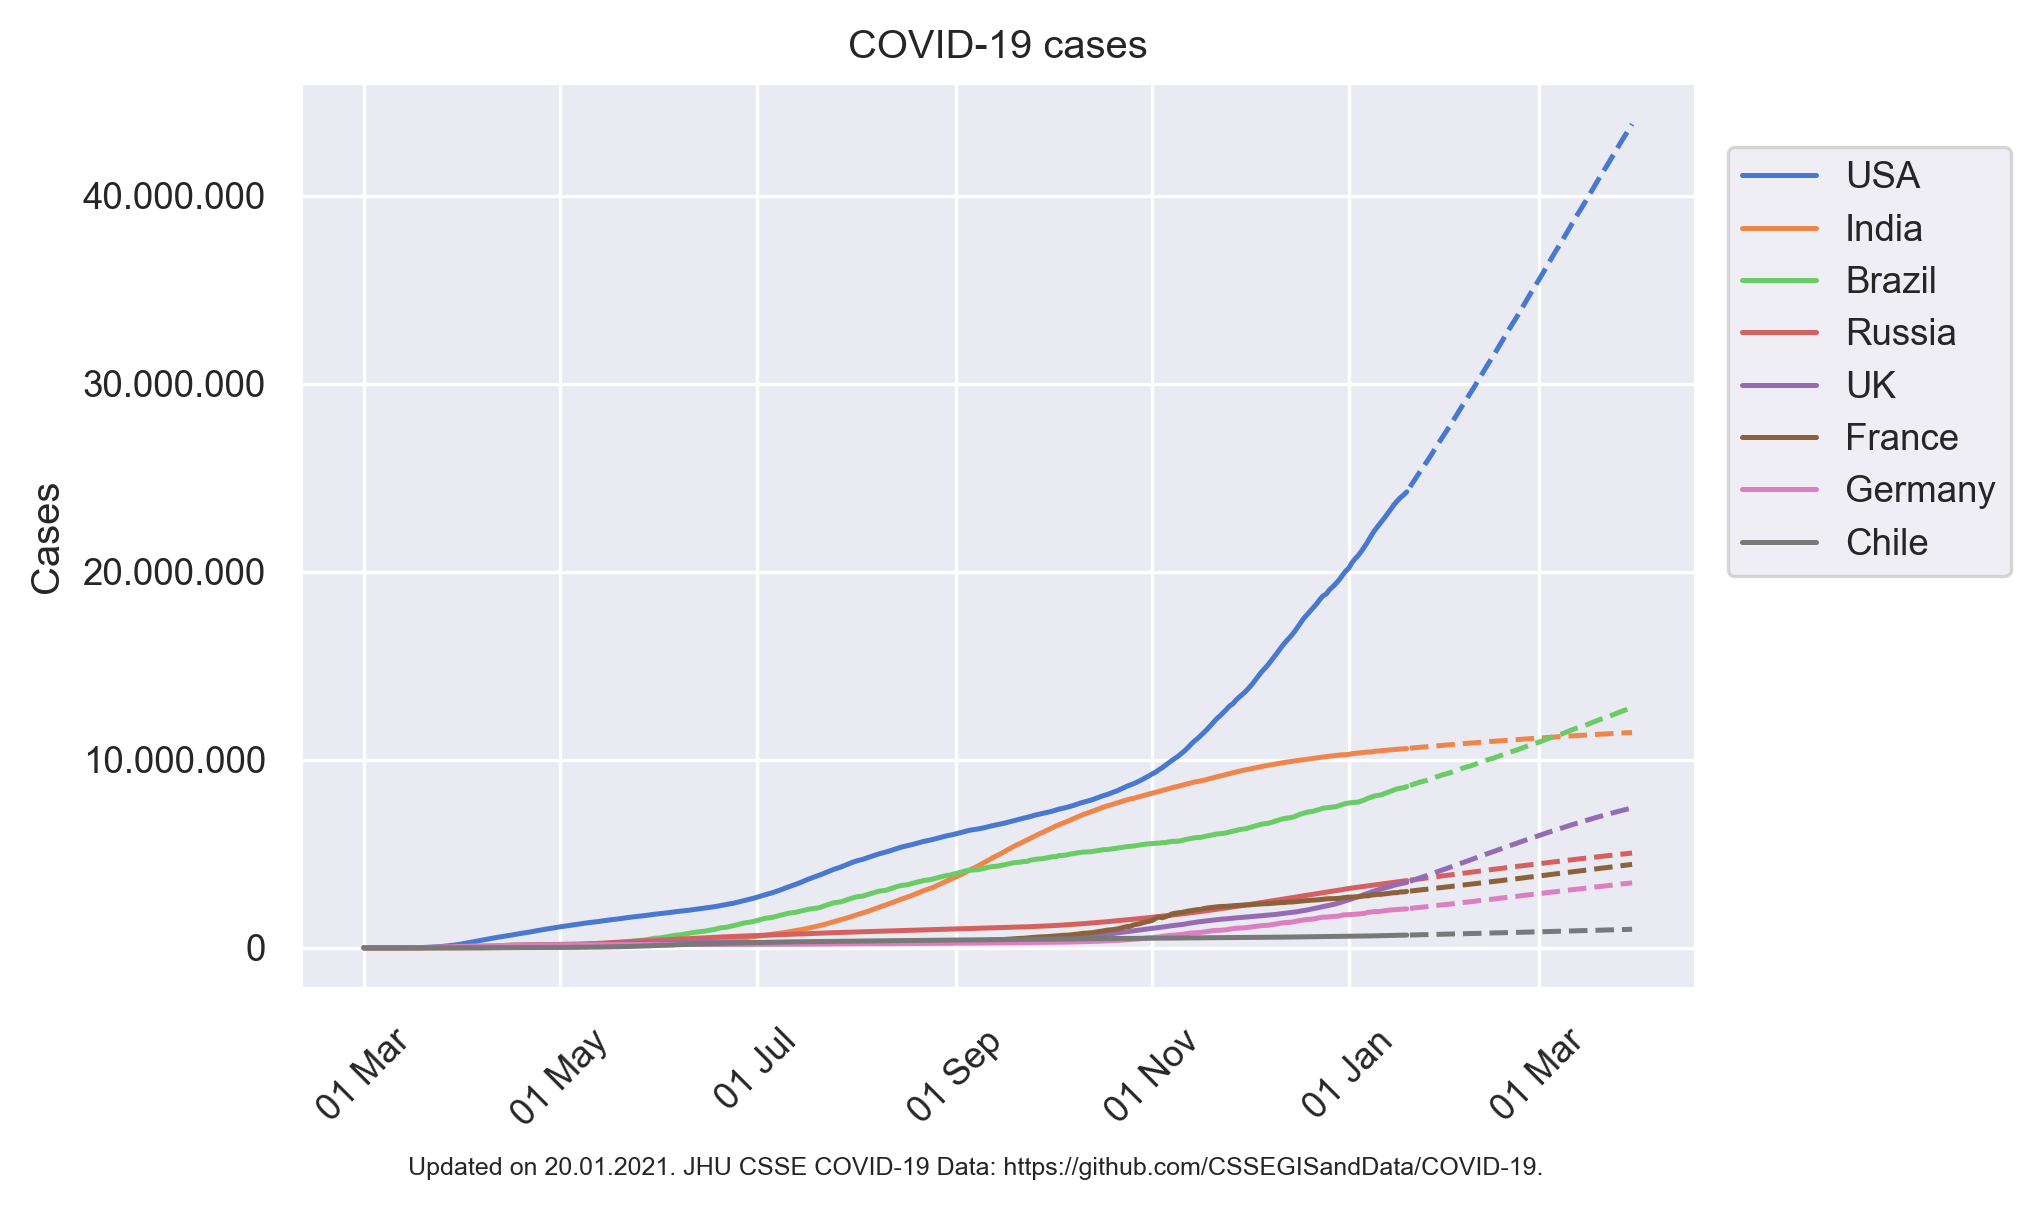 COVID-19 cases
Cases
40.000.000
30.000.000
20.000.000
10.000.000
0
01 Mar
01 May
01 Jul
01 Sep
01 Nov
01 Jan
01 Mar
USA
India
Brazil
Russia
UK
France
Germany
Chile
Updated on 20.01.2021. JHU CSSE COVID-19 Data: https://github.com/CSSEGISandData/COVID-19.